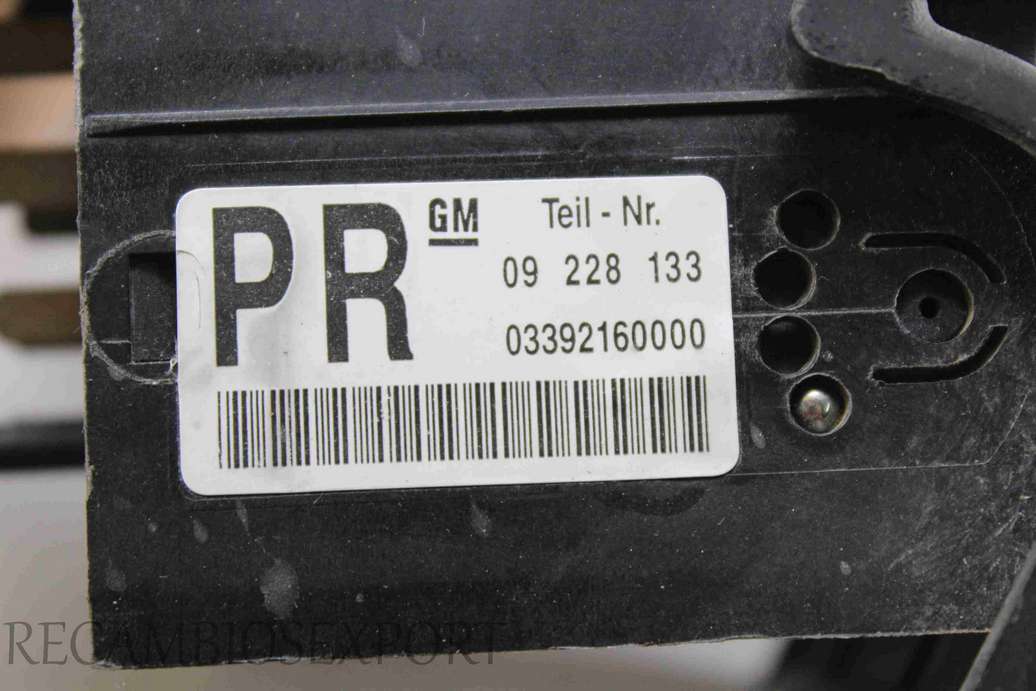 PR GM Teil - Nr.
09 228 133
03392160000
RECAMBIOSEXPORT